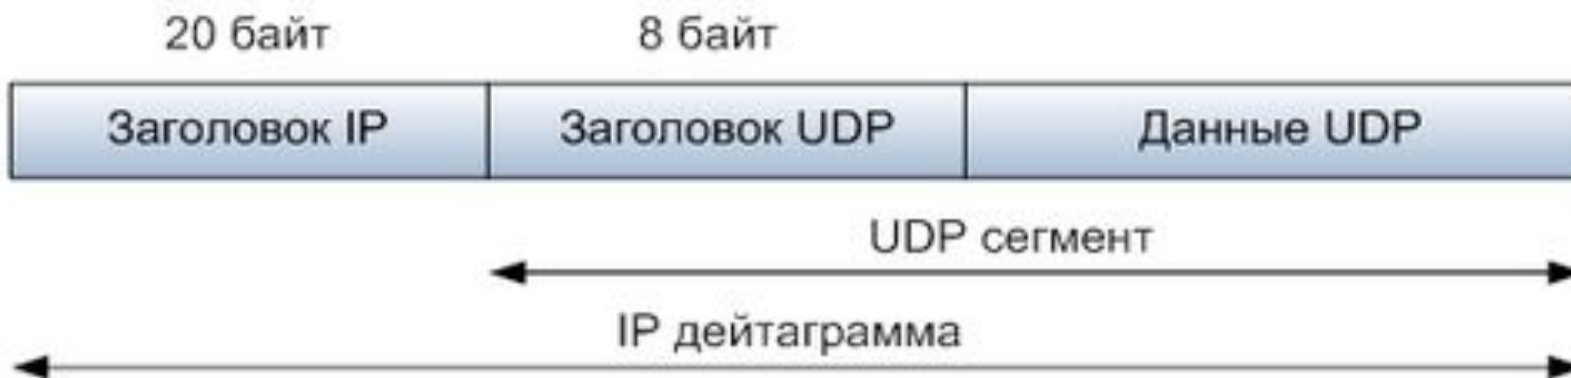 20 байт 8 байт
Заголовок IP Заголовок UDP Данные UDP
UDP сегмент
IP дейтаграмма